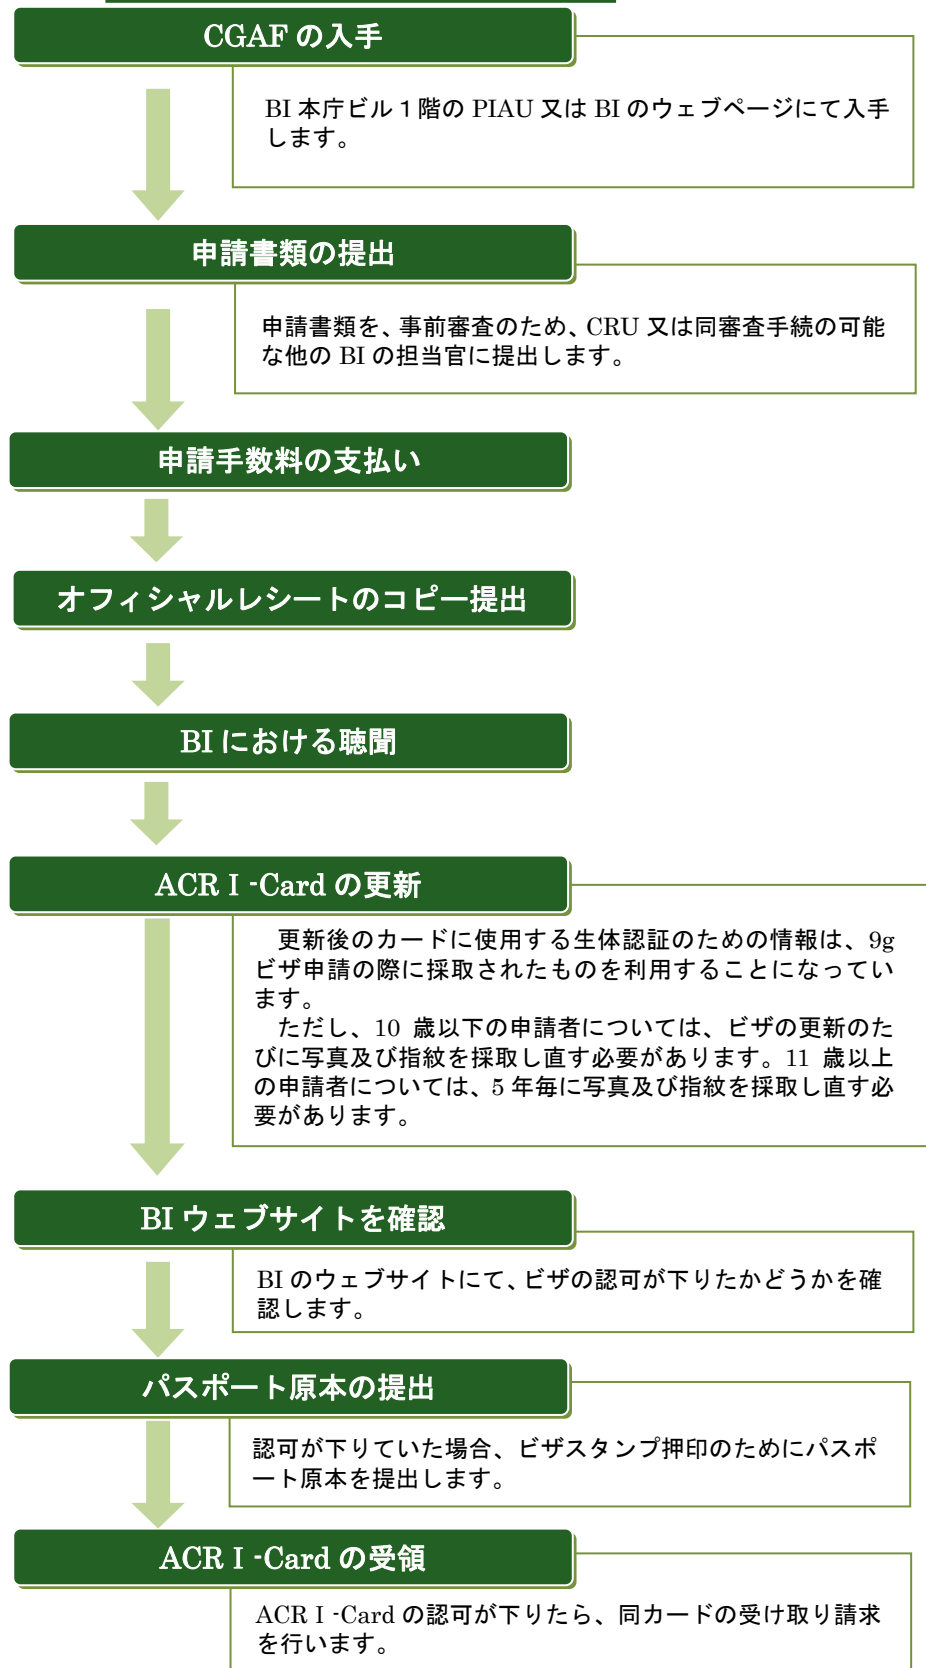 CGAF の入手
BI 本庁ビル１階の PIAU 又は BI のウェブページにて入手
します。
申請書類の提出
申請書類を、事前審査のため、CRU 又は同審査手続の可能
な他の BI の担当官に提出します。
申請手数料の支払い
オフィシャルレシートのコピー提出
BI における聴聞
ACR I -Card の更新
更新後のカードに使用する生体認証のための情報は、9g
ビザ申請の際に採取されたものを利用することになってい
ます。
ただし、10 歳以下の申請者については、ビザの更新のた
びに写真及び指紋を採取し直す必要があります。11 歳以上
の申請者については、5 年毎に写真及び指紋を採取し直す必
要があります。
BI ウェブサイトを確認
BI のウェブサイトにて、ビザの認可が下りたかどうかを確
認します。
パスポート原本の提出
認可が下りていた場合、ビザスタンプ押印のためにパスポ
ート原本を提出します。
ACR I -Card の受領
ACR I -Card の認可が下りたら、同カードの受け取り請求
を行います。